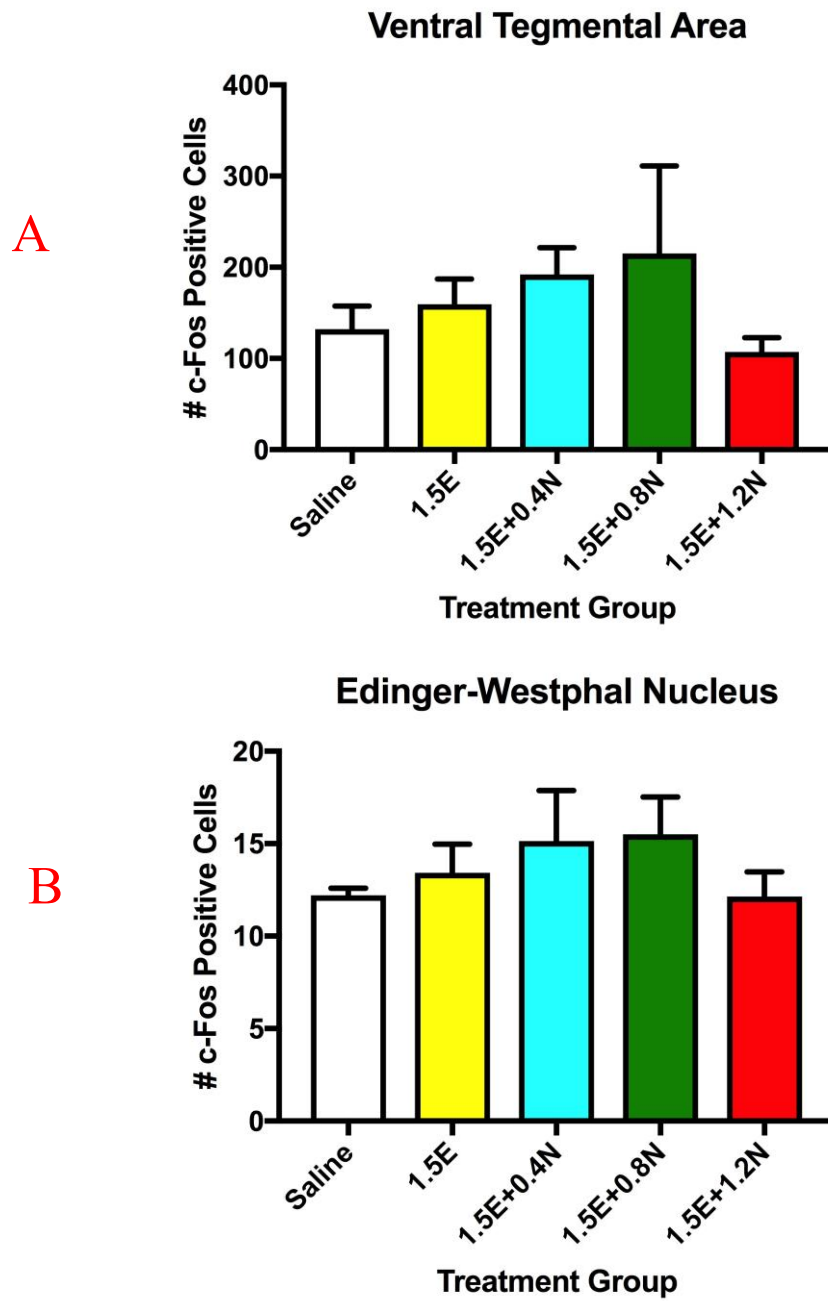 Ventral Tegmental Area
A
# c-Fos Positive Cells
400
300
200
100
0
Saline
1.5E
1.5E+0.4N
1.5E+0.8N
1.5E+1.2N
Treatment Group
Edinger-Westphal Nucleus
B
# c-Fos Positive Cells
20
15
10
5
0
Saline
1.5E
1.5E+0.4N
1.5E+0.8N
1.5E+1.2N
Treatment Group